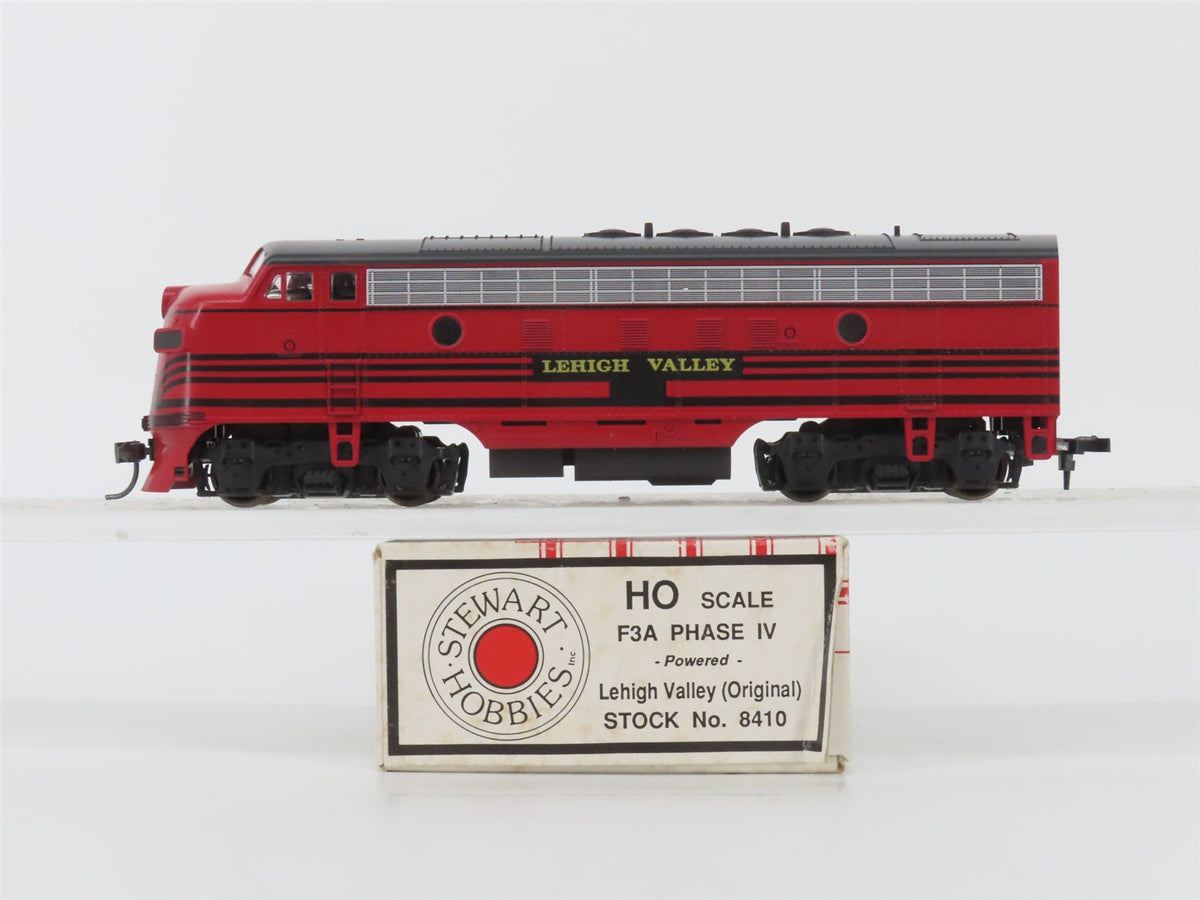 LEHIGH VALLEY
STEWART
HOBBIES Inc
HO SCALE
F3A PHASE IV
- Powered -
Lehigh Valley (Original)
STOCK No. 8410